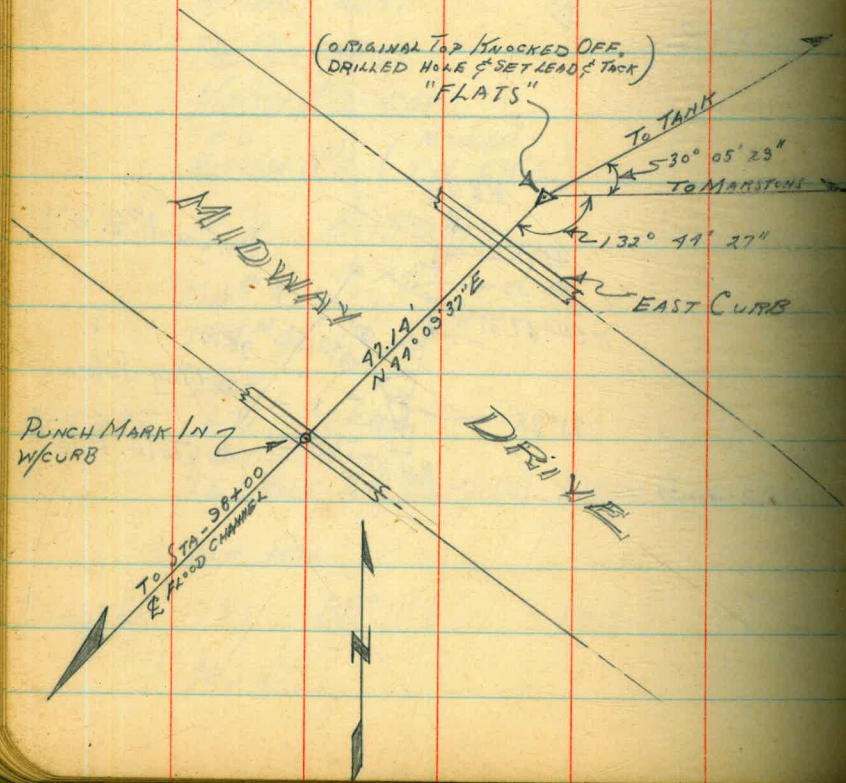 (ORIGINAL TOP KNOCKED OFF,
DRILLED HOLE & SET LEAD & TACK)
"FLATS"
TO TANK
30° 05' 29"
TO MARSTONS
132° 44' 27"
EAST CURB
MIDWAY
47.14'
N 44° 09' 37" E
DRIVE
PUNCH MARK IN
W/CURB
TO STA-98+00
℄ FLOOD CHANNEL
N